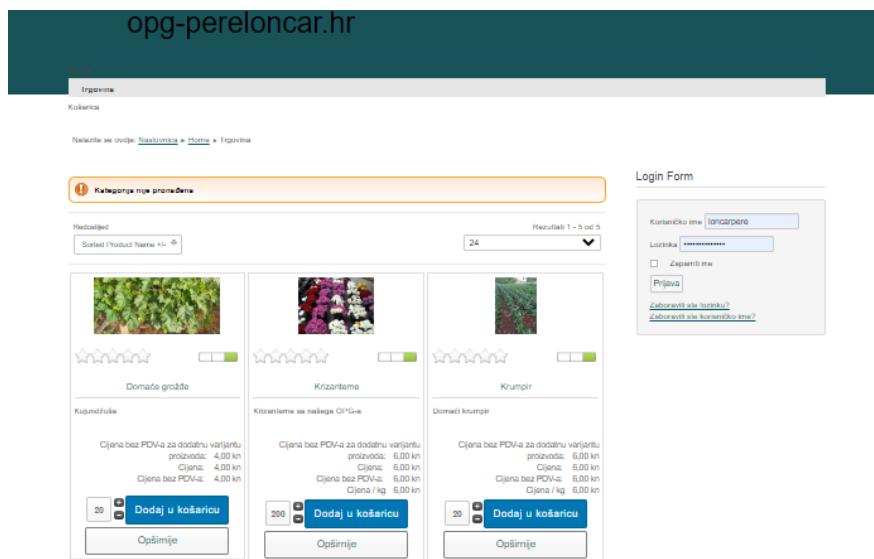 opg-pereloncar.hr
Trgovina
Košarica
Nalazite se ovdje: Naslovnica ▸ Home ▸ Trgovina
Kategorija nije pronađena
Login Form
Redoslijed
Rezultati 1 - 5 od 5
Sorted Product Name +/-
24
Korisničko ime loncarpere
Lozinka ••••••••••••••
Zapamti me
Prijava
Zaboravili ste lozinku?
Zaboravili ste korisničko ime?
Domaće grožđe
Kujundžuša
Cijena bez PDV-a za dodatnu varijantu
proizvoda: 4,00 kn
Cijena: 4,00 kn
Cijena bez PDV-a: 4,00 kn
20 Dodaj u košaricu
Opširnije
Krizanteme
Krizanteme sa našega OPG-a
Cijena bez PDV-a za dodatnu varijantu
proizvoda: 6,00 kn
Cijena: 6,00 kn
Cijena bez PDV-a: 6,00 kn
Cijena / kg 6,00 kn
200 Dodaj u košaricu
Opširnije
Krumpir
Domaći krumpir
Cijena bez PDV-a za dodatnu varijantu
proizvoda: 6,00 kn
Cijena: 6,00 kn
Cijena bez PDV-a: 6,00 kn
Cijena / kg 6,00 kn
20 Dodaj u košaricu
Opširnije